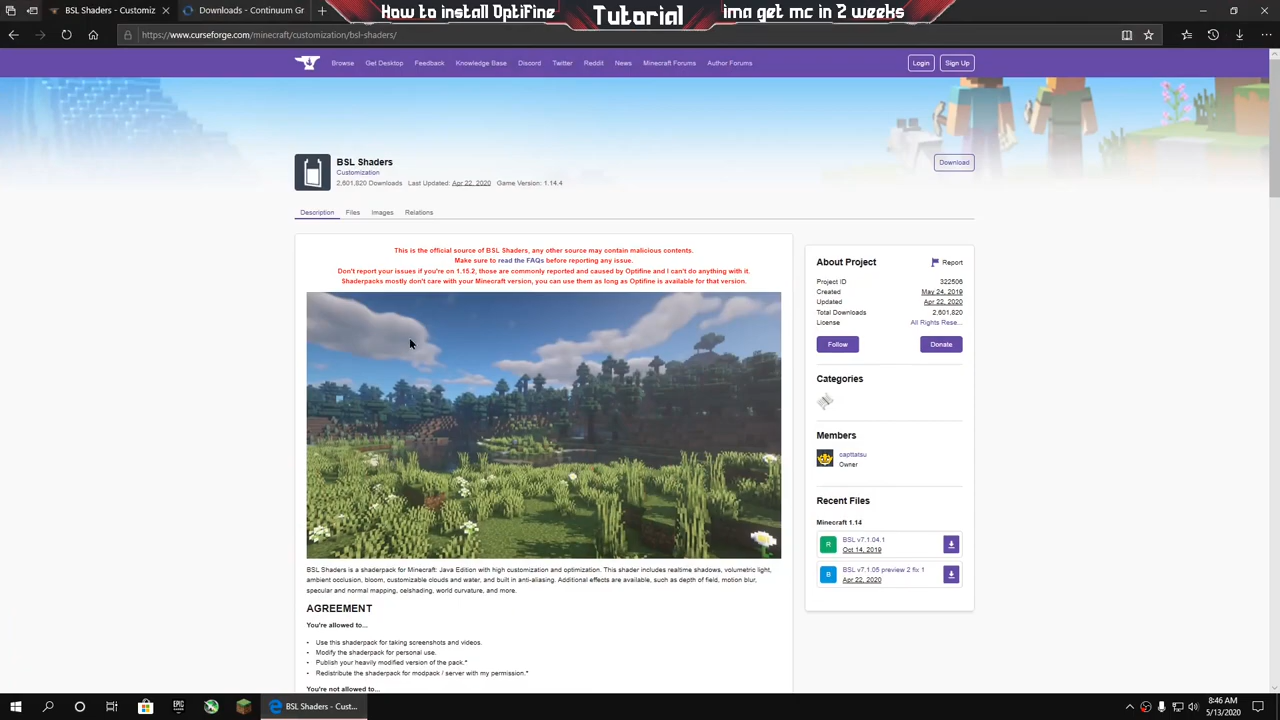 How to install OptiFine
Tutorial
ima get mc in 2 weeks
BSL Shaders - Customiz
Downloads - Continuum Gr
https://www.curseforge.com/minecraft/customization/bsl-shaders/
Browse
Get Desktop
Feedback
Knowledge Base
Discord
Twitter
Reddit
News
Minecraft Forums
Author Forums
Login
Sign Up
BSL Shaders
Customization
2,601,820 Downloads Last Updated: Apr 22, 2020 Game Version: 1.14.4
Download
Description
Files
Images
Relations
This is the official source of BSL Shaders, any other source may contain malicious contents.
Make sure to read the FAQs before reporting any issue.
Don't report your issues if you're on 1.15.2, those are commonly reported and caused by Optifine and I can't do anything with it.
Shaderpacks mostly don't care with your Minecraft version, you can use them as long as Optifine is available for that version.
BSL Shaders is a shaderpack for Minecraft: Java Edition with high customization and optimization. This shader includes realtime shadows, volumetric light,
ambient occlusion, bloom, customizable clouds and water, and built in anti-aliasing. Additional effects are available, such as depth of field, motion blur,
specular and normal mapping, celshading, world curvature, and more.
AGREEMENT
You're allowed to...
• Use this shaderpack for taking screenshots and videos.
• Modify the shaderpack for personal use.
• Publish your heavily modified version of the pack.*
• Redistribute the shaderpack for modpack / server with my permission.*
You're not allowed to...
About Project
Report
Project ID 322506
Created May 24, 2019
Updated Apr 22, 2020
Total Downloads 2,601,820
License All Rights Rese...
Follow
Donate
Categories
Members
capttatsu
Owner
Recent Files
Minecraft 1.14
R
BSL v7.1.04.1
Oct 14, 2019
B
BSL v7.1.05 preview 2 fix 1
Apr 22, 2020
EPIC
BSL Shaders - Cust...
8:46 AM
5/13/2020